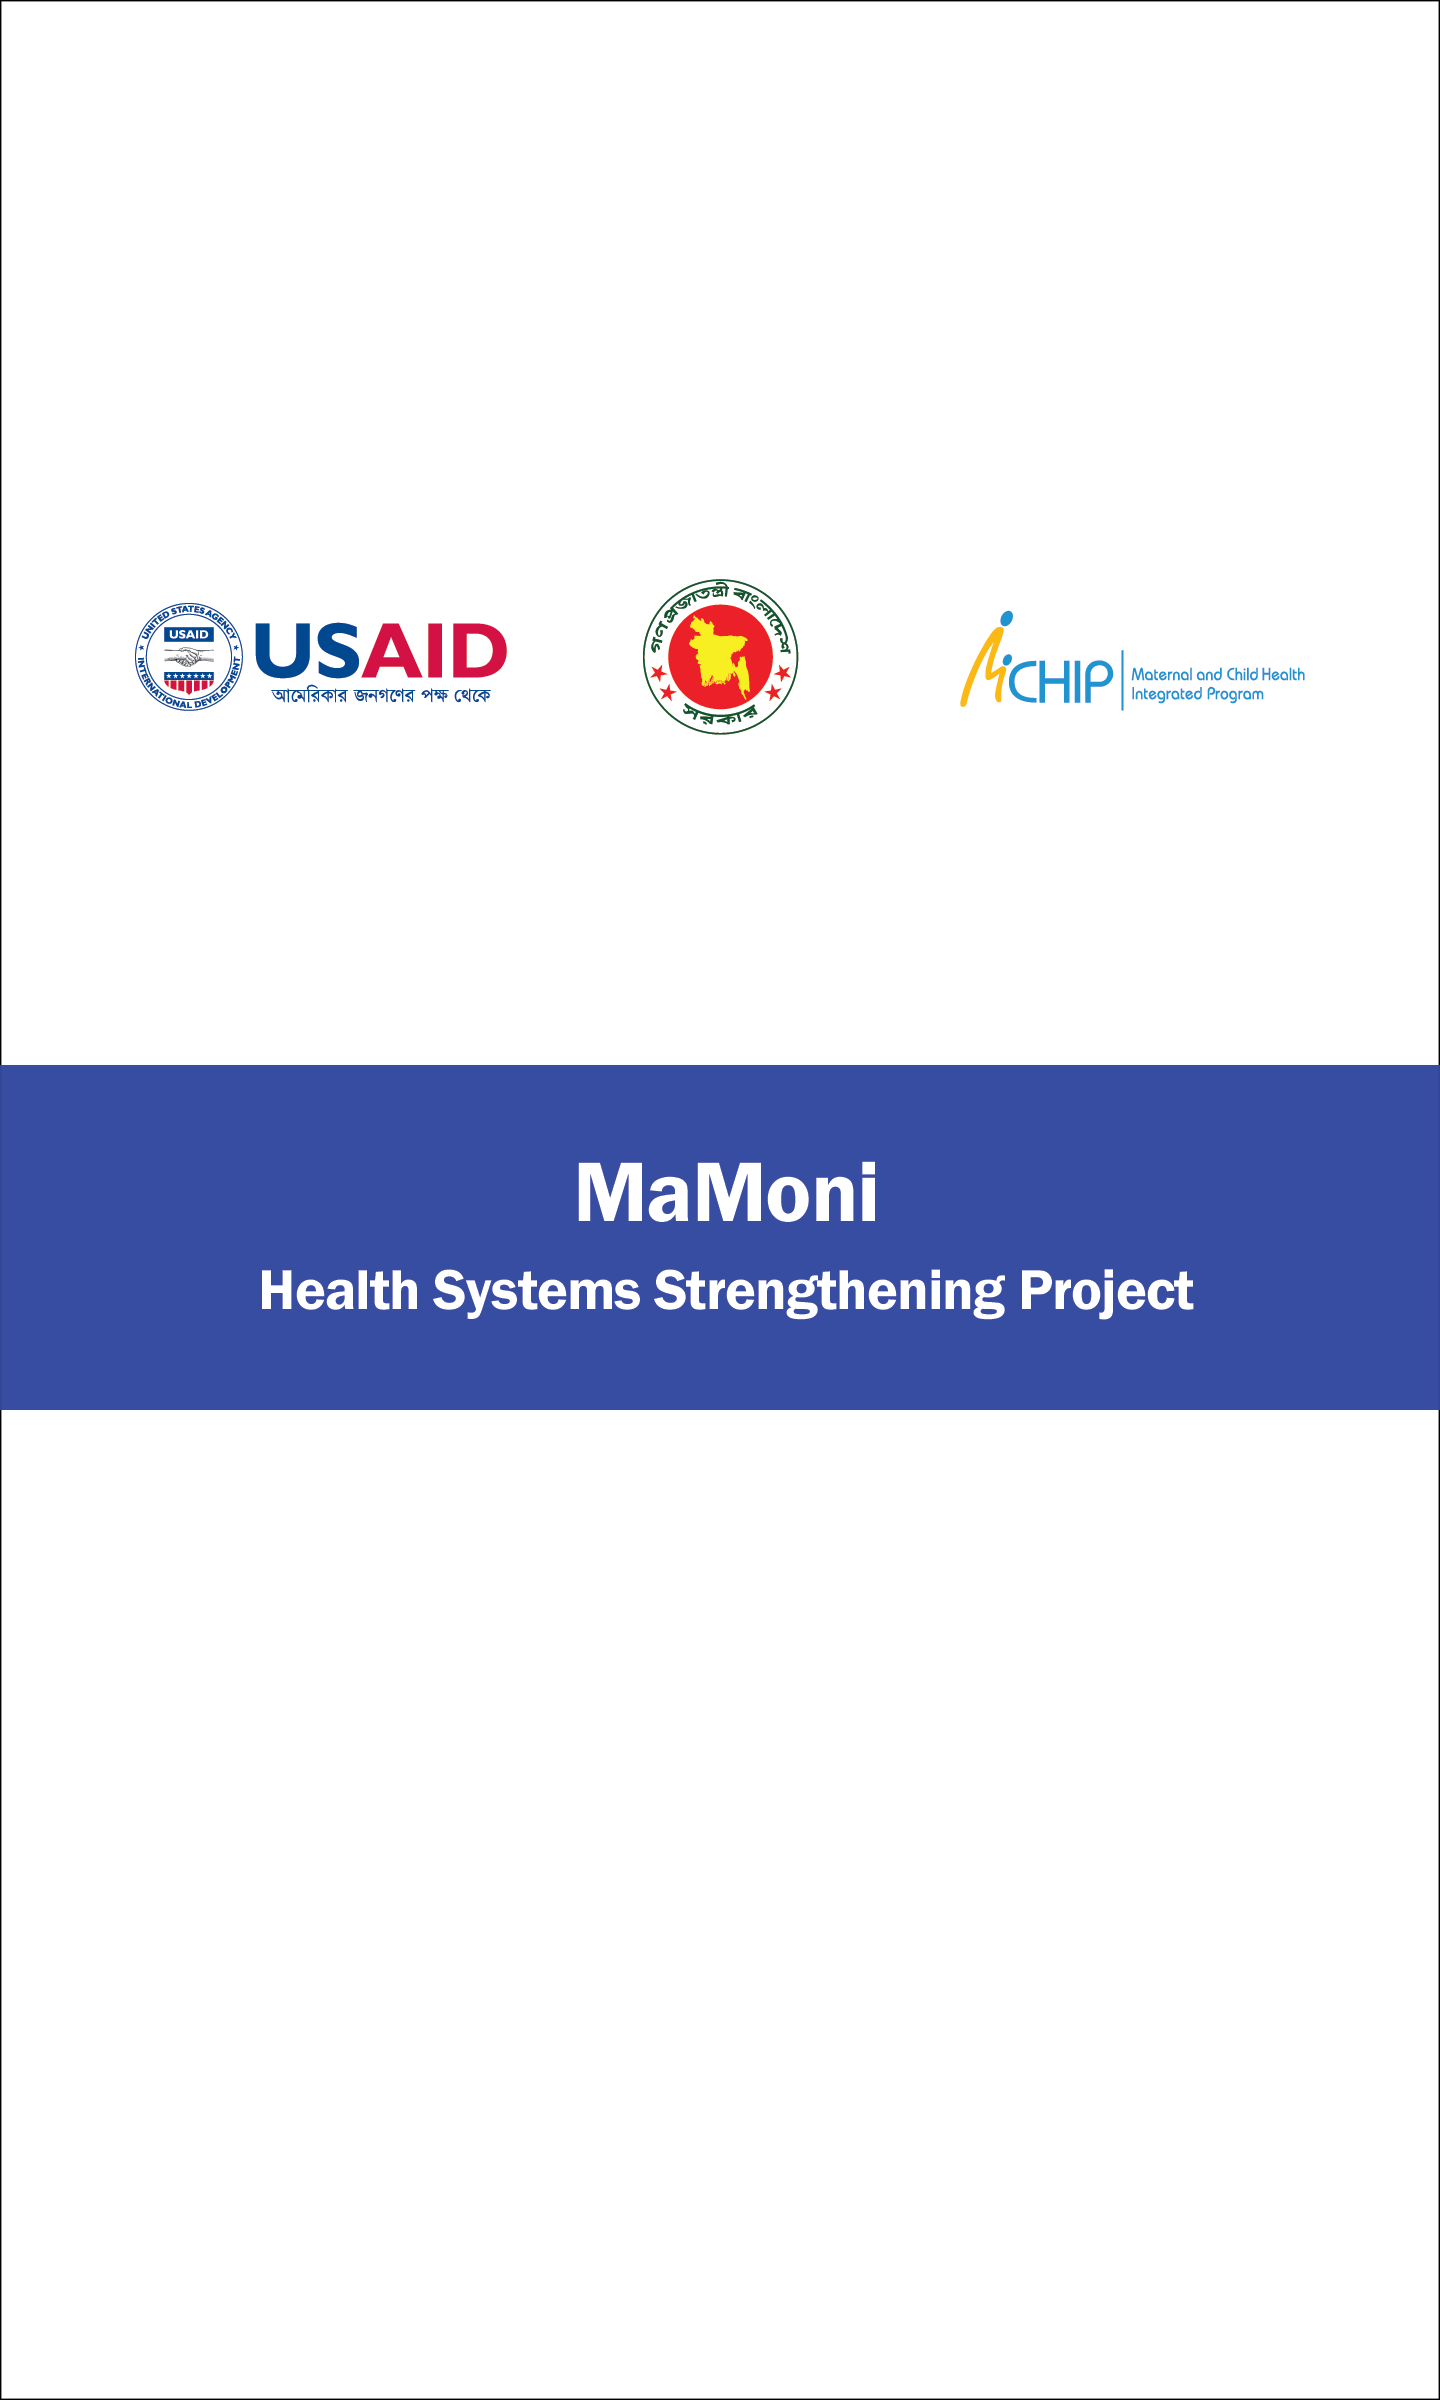 UNITED STATES AGENCY
USAID
INTERNATIONAL DEVELOPMENT
USAID
আমেরিকার জনগণের পক্ষ থেকে
গণপ্রজাতন্ত্রী বাংলাদেশ
সরকার
MCHIP
Maternal and Child Health
Integrated Program
MaMoni
Health Systems Strengthening Project